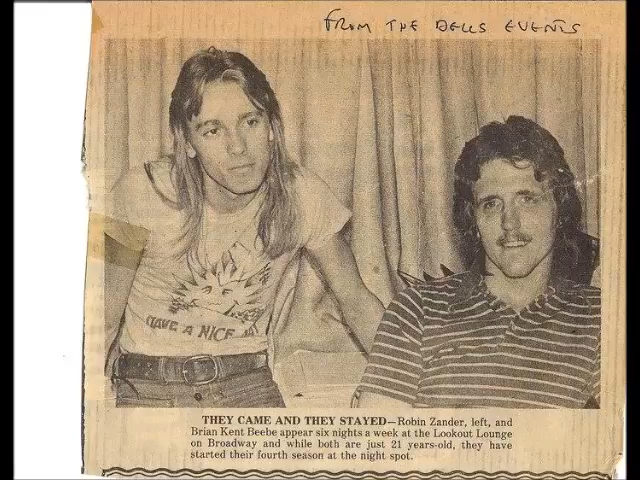 FROM THE DELLS EVENTS
HAVE A NICE DAY
THEY CAME AND THEY STAYED—Robin Zander, left, and
Brian Kent Beebe appear six nights a week at the Lookout Lounge
on Broadway and while both are just 21 years-old, they have
started their fourth season at the night spot.